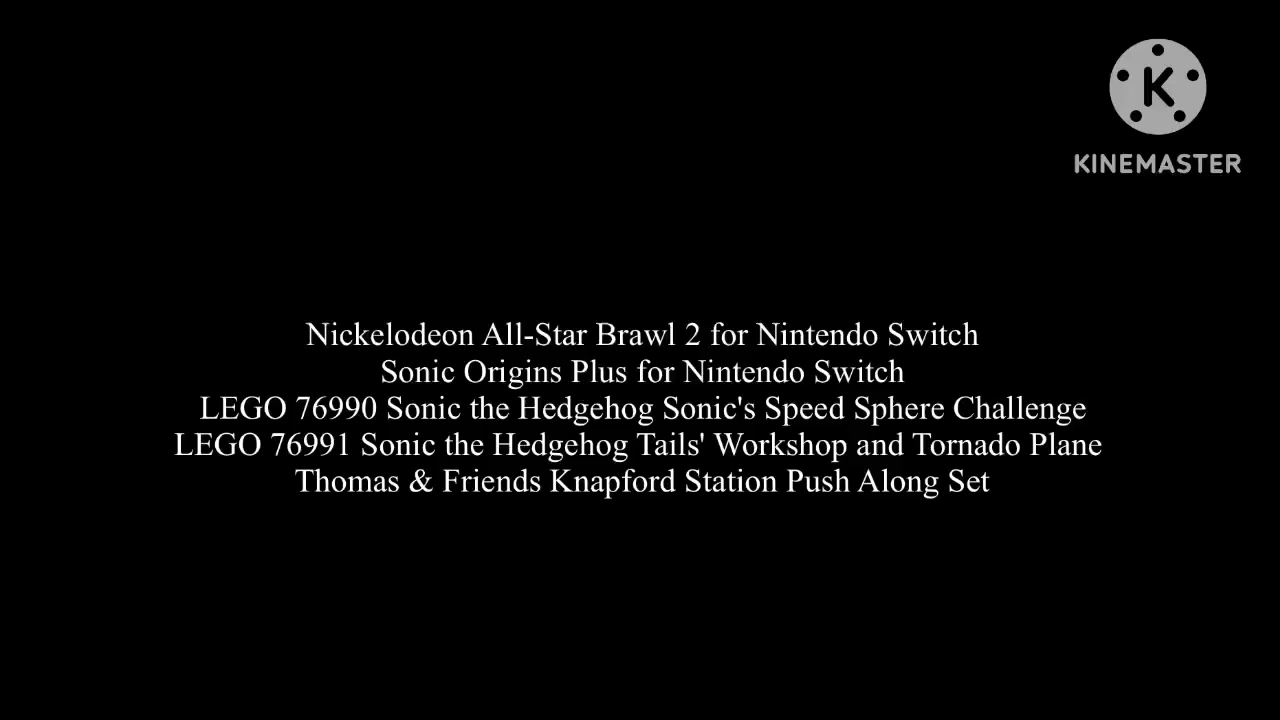 K
KINEMASTER
Nickelodeon All-Star Brawl 2 for Nintendo Switch
Sonic Origins Plus for Nintendo Switch
LEGO 76990 Sonic the Hedgehog Sonic's Speed Sphere Challenge
LEGO 76991 Sonic the Hedgehog Tails' Workshop and Tornado Plane
Thomas & Friends Knapford Station Push Along Set